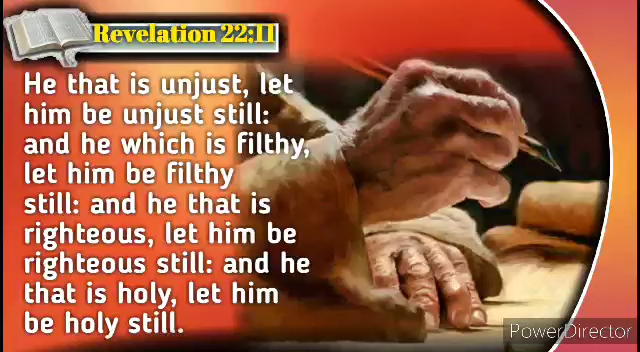 Revelation 22:11
He that is unjust, let
him be unjust still:
and he which is filthy,
let him be filthy
still: and he that is
righteous, let him be
righteous still: and he
that is holy, let him
be holy still.
PowerDirector